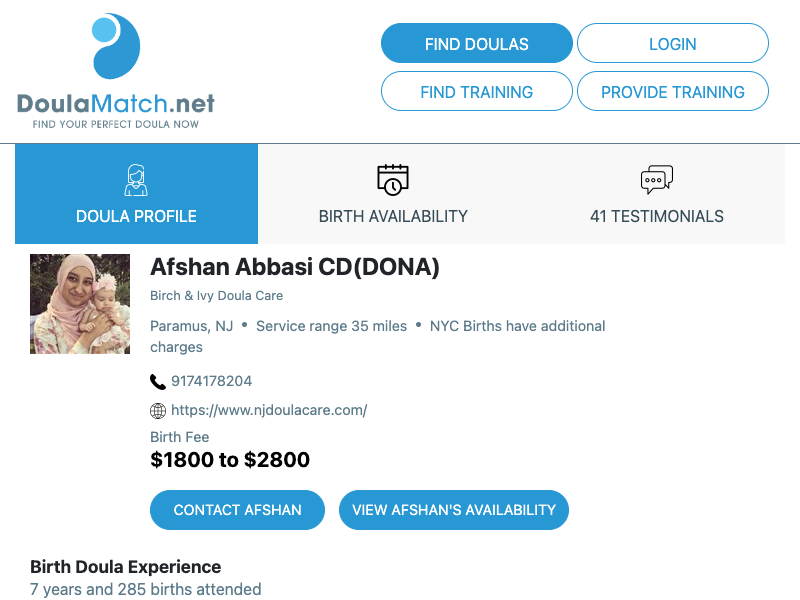 DoulaMatch.net
FIND YOUR PERFECT DOULA NOW
FIND DOULAS
LOGIN
FIND TRAINING
PROVIDE TRAINING
DOULA PROFILE
BIRTH AVAILABILITY
41 TESTIMONIALS
Afshan Abbasi CD(DONA)
Birch & Ivy Doula Care
Paramus, NJ • Service range 35 miles • NYC Births have additional
charges
9174178204
https://www.njdoulacare.com/
Birth Fee
$1800 to $2800
CONTACT AFSHAN
VIEW AFSHAN'S AVAILABILITY
Birth Doula Experience
7 years and 285 births attended